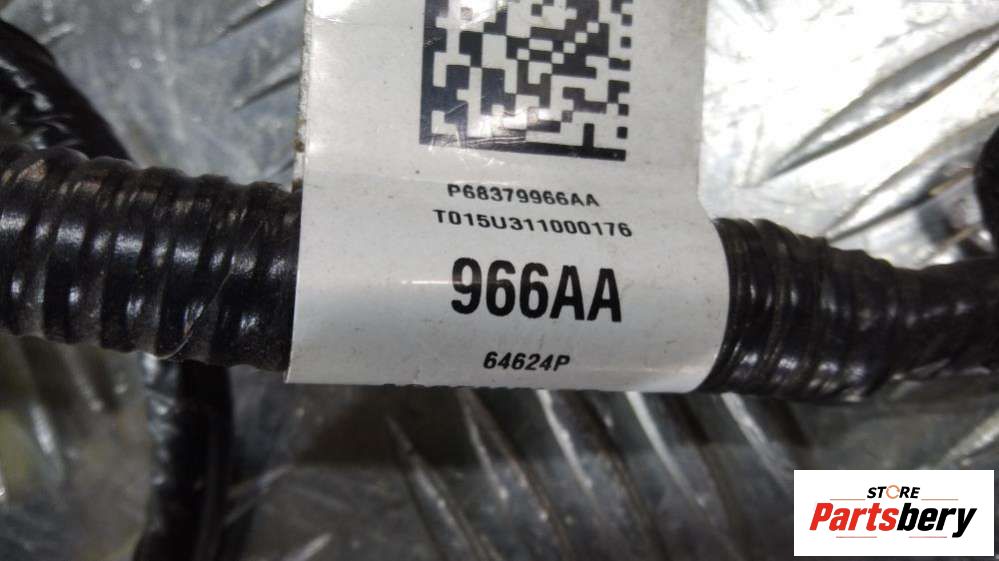 P68379966AA
T015U311000176
966AA
64624P
STORE
Partsbery